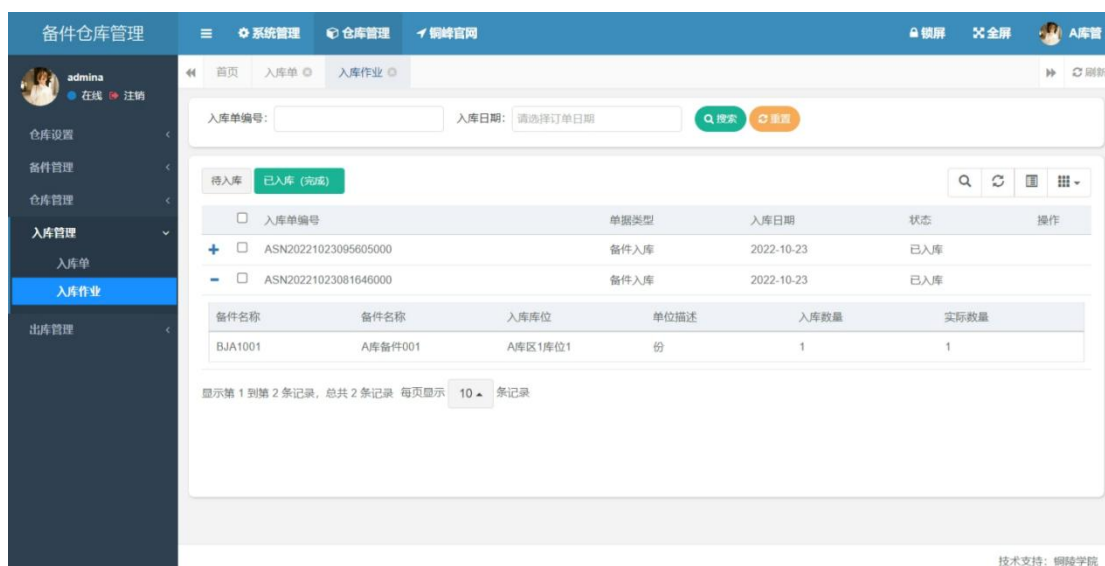 备件仓库管理 系统管理 仓库管理 铜峰官网 锁屏 全屏 A库管
admina
在线 注销
首页 入库单 入库作业 刷新
入库单编号： 入库日期： 请选择订单日期 搜索 重置
仓库设置
备件管理
仓库管理
入库管理
入库单
入库作业
出库管理
待入库 已入库 (完成)
入库单编号 单据类型 入库日期 状态 操作
ASN20221023095605000 备件入库 2022-10-23 已入库
ASN20221023081646000 备件入库 2022-10-23 已入库
备件名称 备件名称 入库库位 单位描述 入库数量 实际数量
BJA1001 A库备件001 A库区1库位1 份 1 1
显示第 1 到第 2 条记录，总共 2 条记录 每页显示 10 条记录
技术支持：铜陵学院